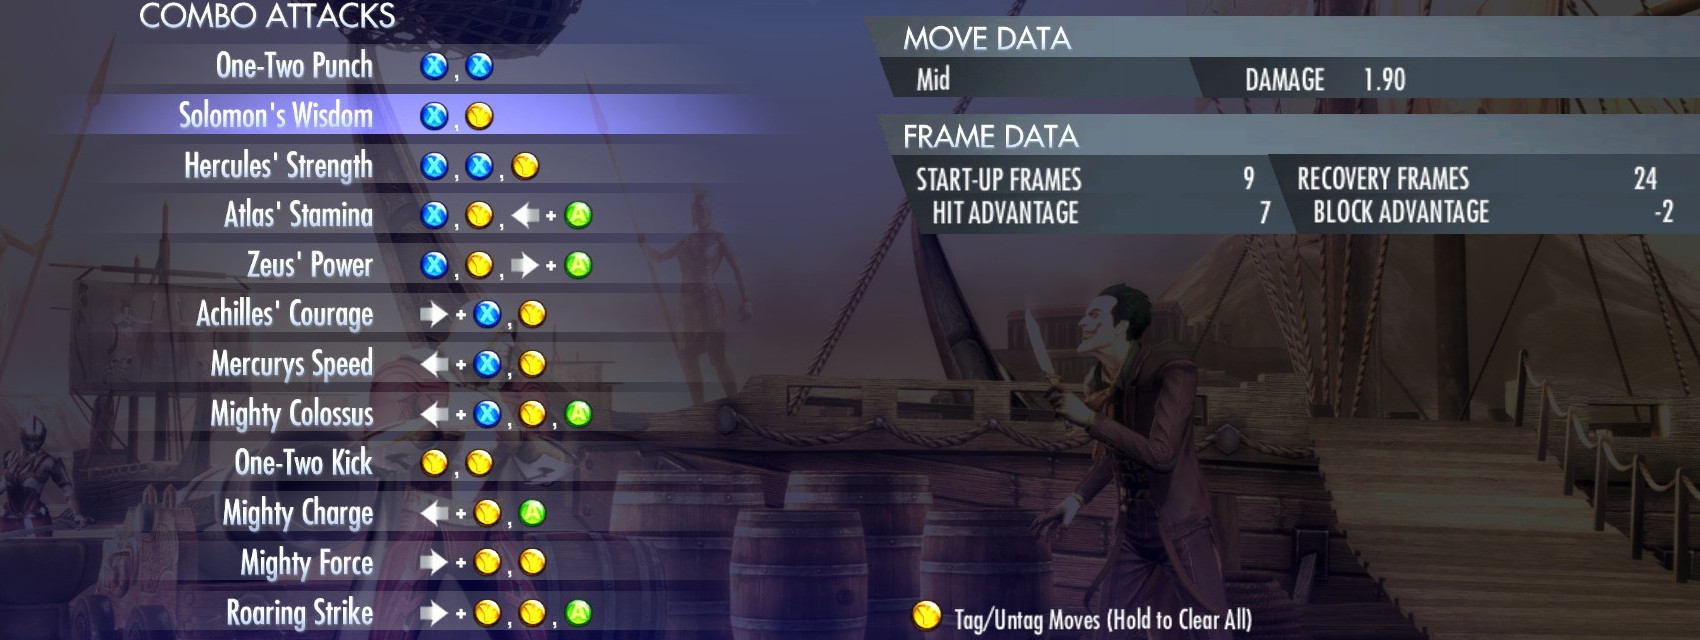 COMBO ATTACKS
One-Two Punch X, X
Solomon's Wisdom X, Y
Hercules' Strength X, X, Y
Atlas' Stamina X, Y, ← + A
Zeus' Power X, Y, → + A
Achilles' Courage → + X, Y
Mercurys Speed ← + X, Y
Mighty Colossus ← + X, Y, A
One-Two Kick Y, Y
Mighty Charge ← + Y, A
Mighty Force → + Y, Y
Roaring Strike → + Y, Y, A
MOVE DATA
Mid DAMAGE 1.90
FRAME DATA
START-UP FRAMES 9 RECOVERY FRAMES 24
HIT ADVANTAGE 7 BLOCK ADVANTAGE -2
Y Tag/Untag Moves (Hold to Clear All)